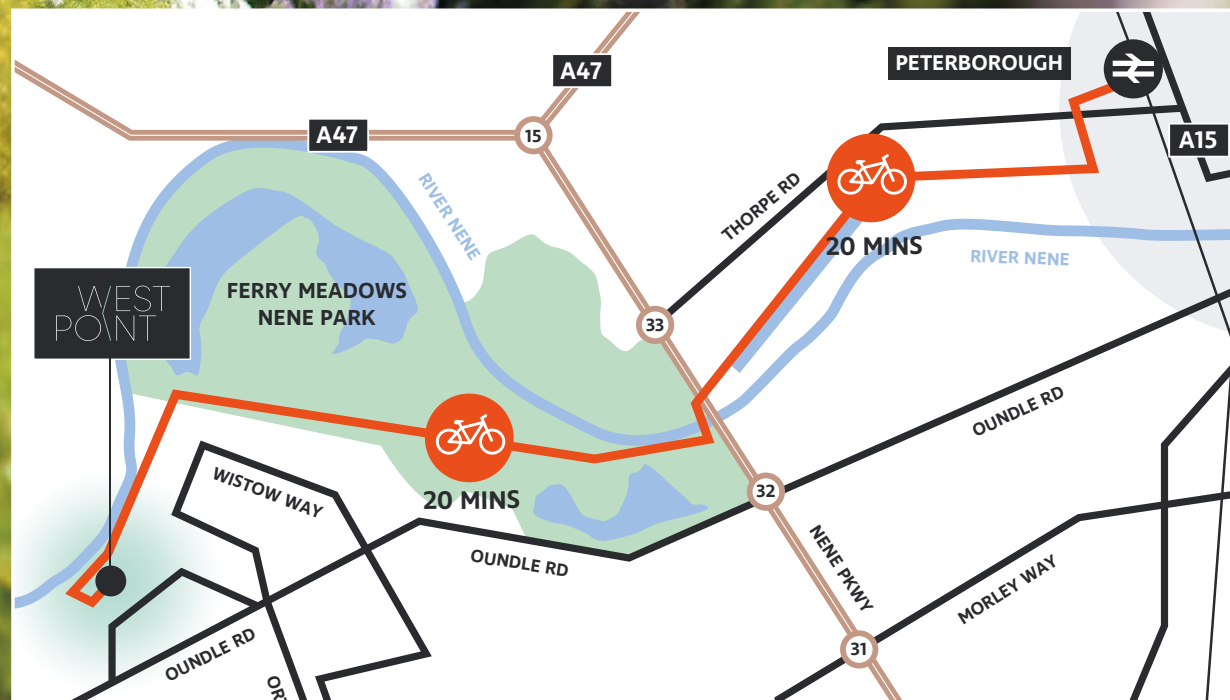 A47
PETERBOROUGH
A47
15
A15
THORPE RD
RIVER NENE
20 MINS
RIVER NENE
WEST
POINT
FERRY MEADOWS
NENE PARK
33
OUNDLE RD
WISTOW WAY
20 MINS
32
OUNDLE RD
NENE PKWY
MORLEY WAY
OUNDLE RD
31